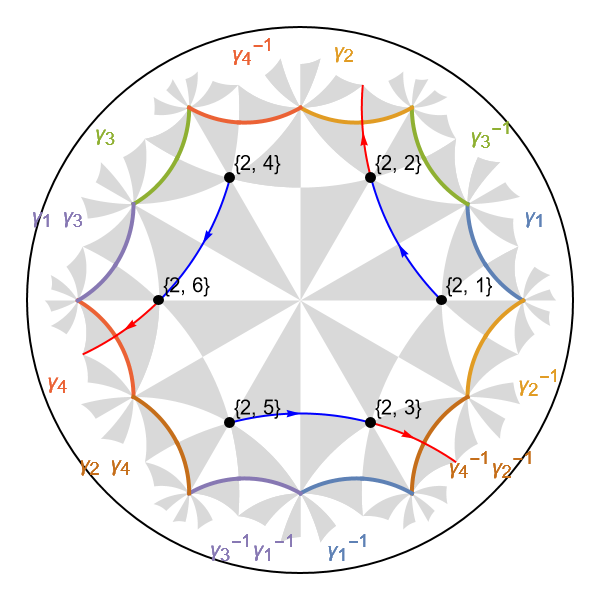 γ₄⁻¹ γ₂
γ₃ γ₃⁻¹
{2, 4} {2, 2}
γ₁ γ₃ γ₁
{2, 6} {2, 1}
γ₄ γ₂⁻¹
{2, 5} {2, 3}
γ₂ γ₄ γ₄⁻¹γ₂⁻¹
γ₃⁻¹γ₁⁻¹ γ₁⁻¹